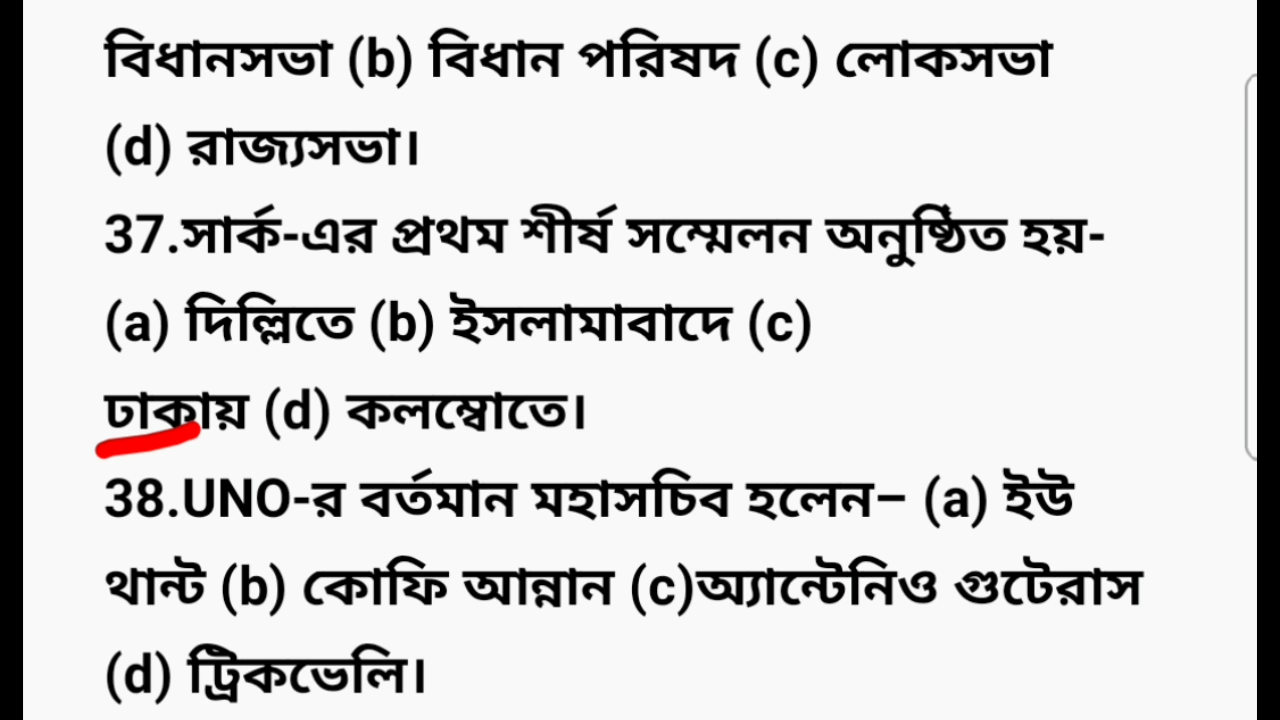 বিধানসভা (b) বিধান পরিষদ (c) লোকসভা
(d) রাজ্যসভা।
37.সার্ক-এর প্রথম শীর্ষ সম্মেলন অনুষ্ঠিত হয়-
(a) দিল্লিতে (b) ইসলামাবাদে (c)
ঢাকায় (d) কলম্বোতে।
38.UNO-র বর্তমান মহাসচিব হলেন– (a) ইউ
থান্ট (b) কোফি আন্নান (c)অ্যান্টেনিও গুটেরাস
(d) ট্রিকভেলি।